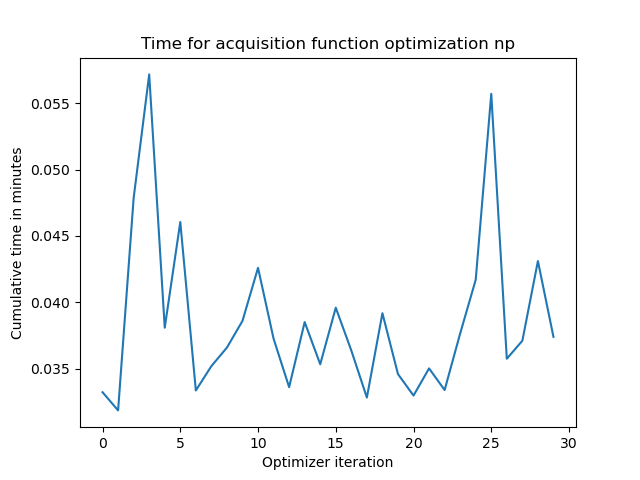 Time for acquisition function optimization np
Cumulative time in minutes
0.055
0.050
0.045
0.040
0.035
0 5 10 15 20 25 30
Optimizer iteration